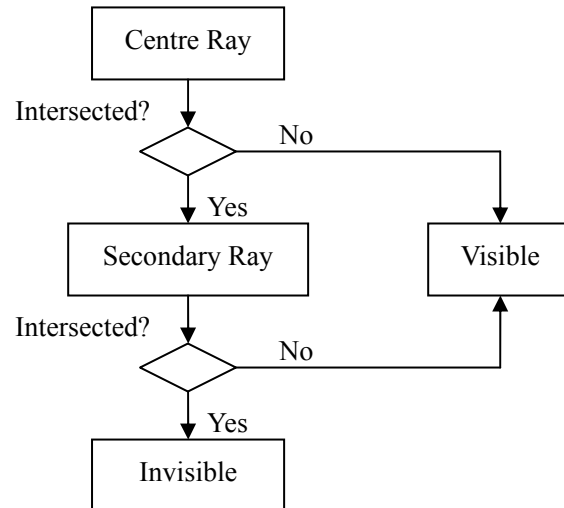 Centre Ray
Intersected?
No
Yes
Secondary Ray
Visible
Intersected?
No
Yes
Invisible